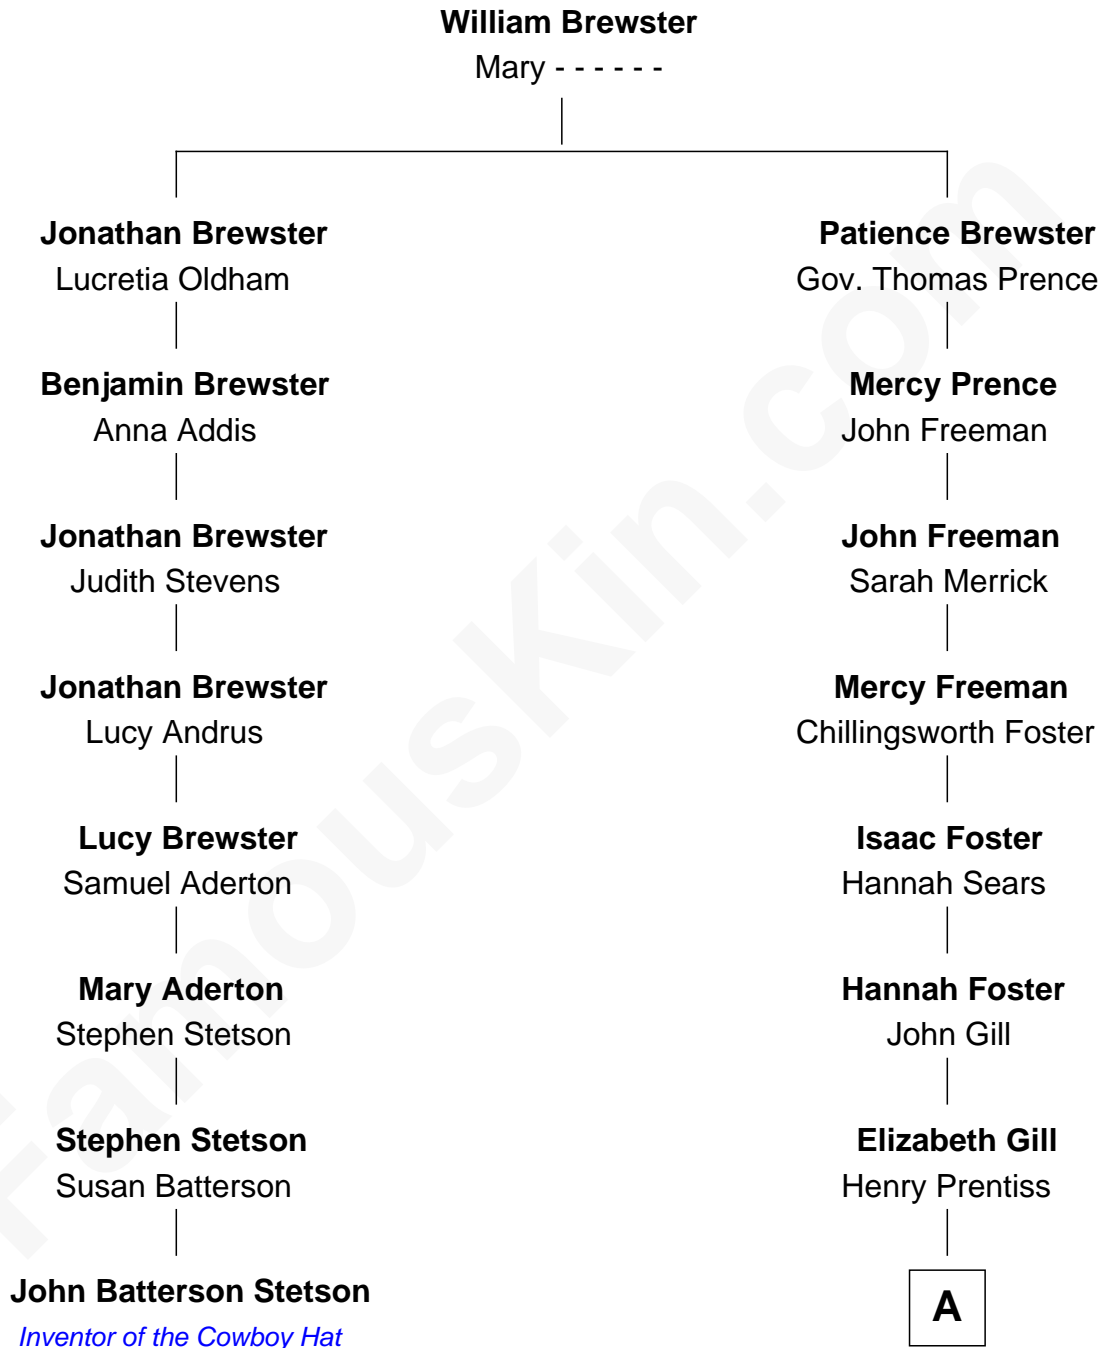 William Brewster
Mary - - - - - -
Jonathan Brewster
Lucretia Oldham
Patience Brewster
Gov. Thomas Prence
Benjamin Brewster
Anna Addis
Mercy Prence
John Freeman
Jonathan Brewster
Judith Stevens
John Freeman
Sarah Merrick
Jonathan Brewster
Lucy Andrus
Mercy Freeman
Chillingsworth Foster
Lucy Brewster
Samuel Aderton
Isaac Foster
Hannah Sears
Mary Aderton
Stephen Stetson
Hannah Foster
John Gill
Stephen Stetson
Susan Batterson
Elizabeth Gill
Henry Prentiss
John Batterson Stetson
Inventor of the Cowboy Hat
A
FamousKin.com